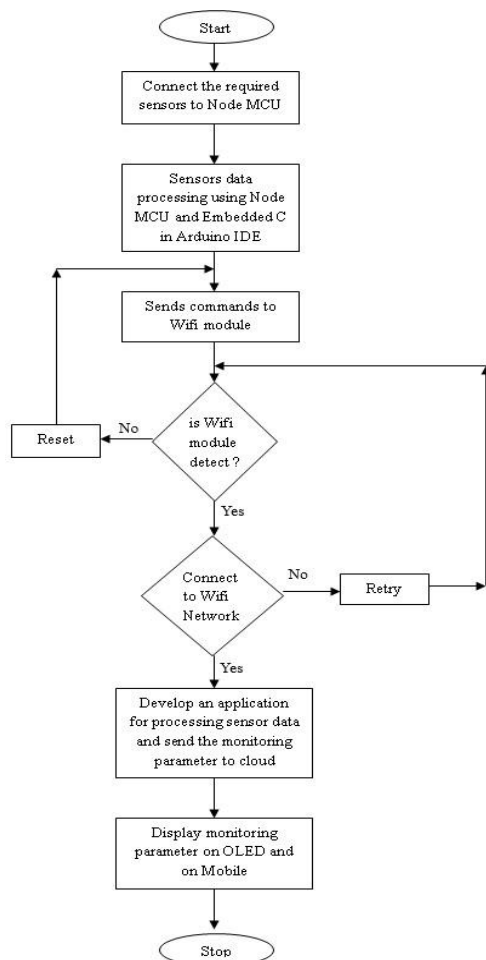 Start
Connect the required
sensors to Node MCU
Sensors data
processing using Node
MCU and Embedded C
in Arduino IDE
Sends commands to
Wifi module
is Wifi
module
detect ?
No
Reset
Yes
Connect
to Wifi
Network
No
Retry
Yes
Develop an application
for processing sensor data
and send the monitoring
parameter to cloud
Display monitoring
parameter on OLED and
on Mobile
Stop